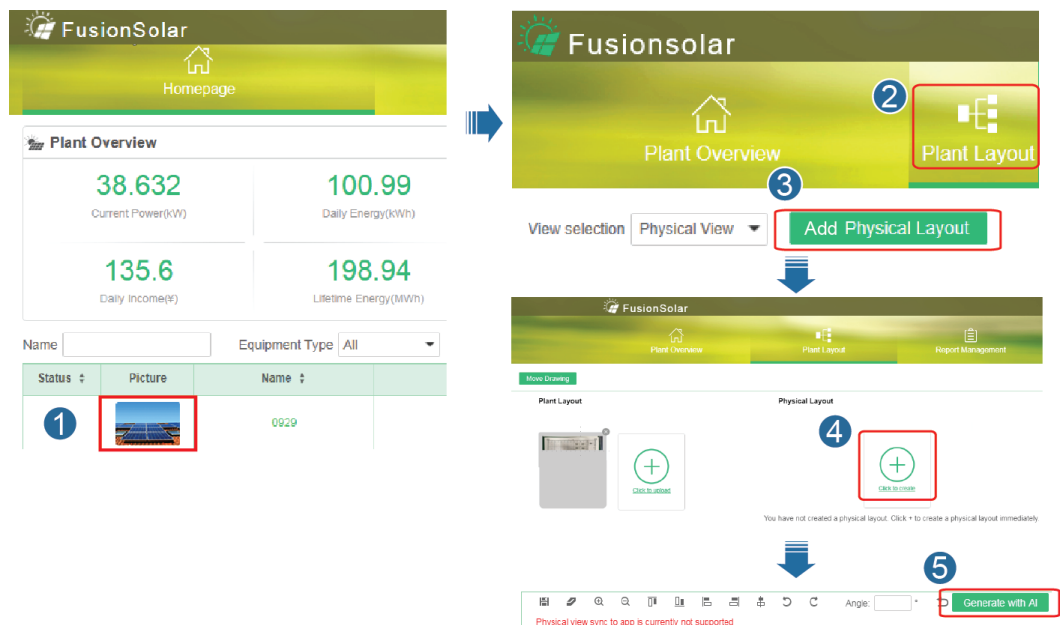 FusionSolar
Homepage
Plant Overview
38.632
Current Power(kW)
100.99
Daily Energy(kWh)
135.6
Daily Income(¥)
198.94
Lifetime Energy(MWh)
Name
Equipment Type All
Status Picture Name
1
0929
Fusionsolar
2
Plant Overview
Plant Layout
3
View selection Physical View Add Physical Layout
FusionSolar
Plant Overview Plant Layout Report Management
Move Drawing
Plant Layout Physical Layout
4
Click to upload
Click to create
You have not created a physical layout. Click + to create a physical layout immediately
5
Angle: ° Generate with AI
Physical view sync to app is currently not supported